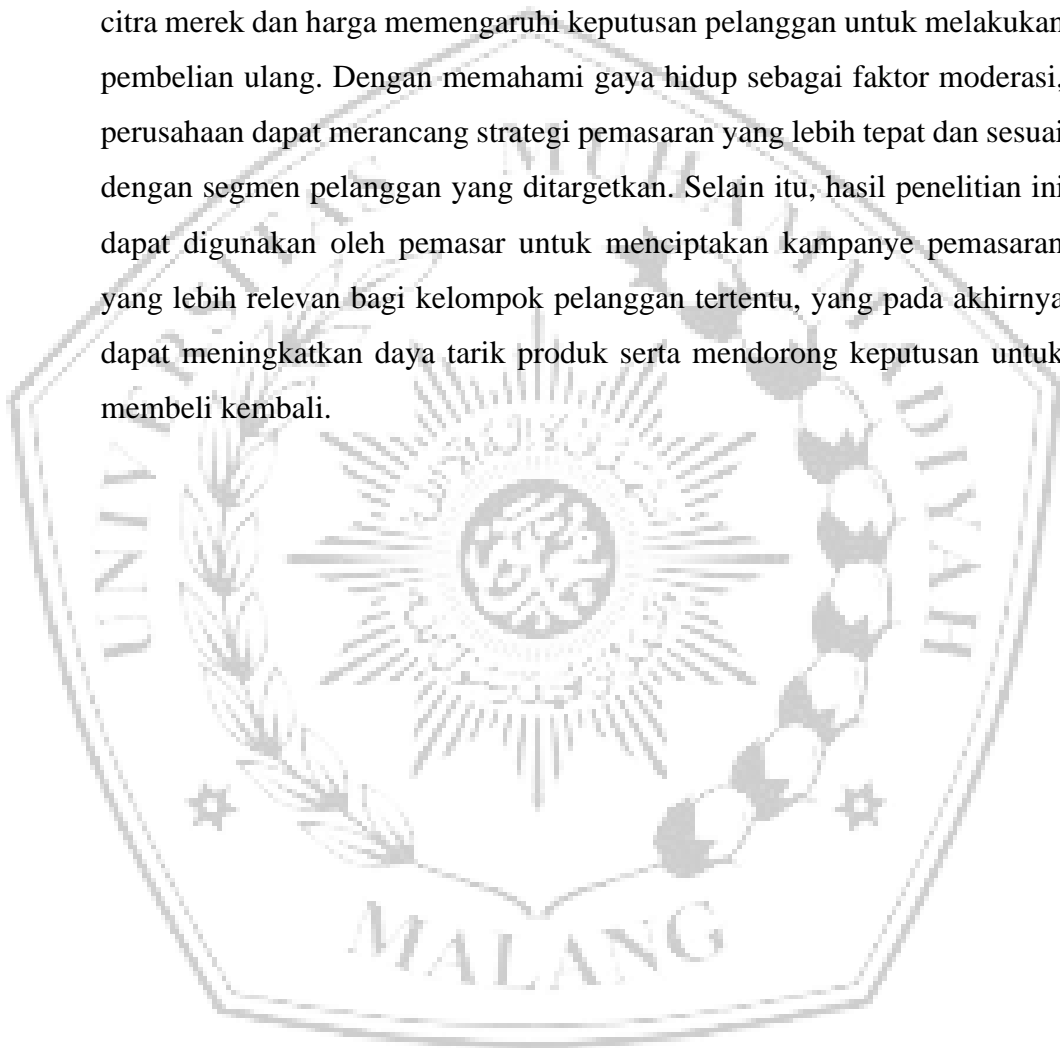 citra merek dan harga memengaruhi keputusan pelanggan untuk melakukan
pembelian ulang. Dengan memahami gaya hidup sebagai faktor moderasi,
perusahaan dapat merancang strategi pemasaran yang lebih tepat dan sesuai
dengan segmen pelanggan yang ditargetkan. Selain itu, hasil penelitian ini
dapat digunakan oleh pemasar untuk menciptakan kampanye pemasaran
yang lebih relevan bagi kelompok pelanggan tertentu, yang pada akhirnya
dapat meningkatkan daya tarik produk serta mendorong keputusan untuk
membeli kembali.
UNIVERSITAS MUHAMMADIYAH
MALANG